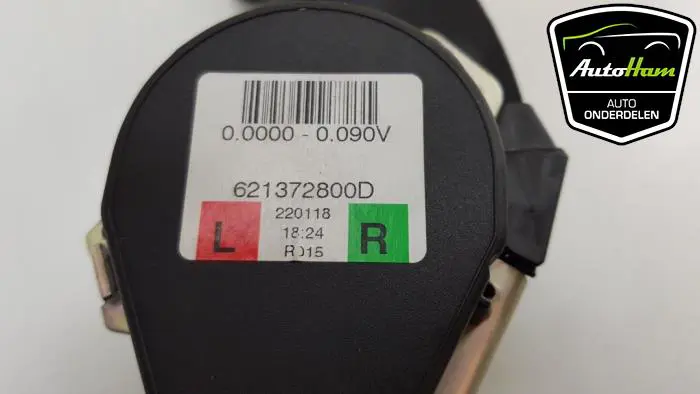 0.0000 - 0.090V
621372800D
220118
18:24
R015
L
R
AutoHam
AUTO
ONDERDELEN